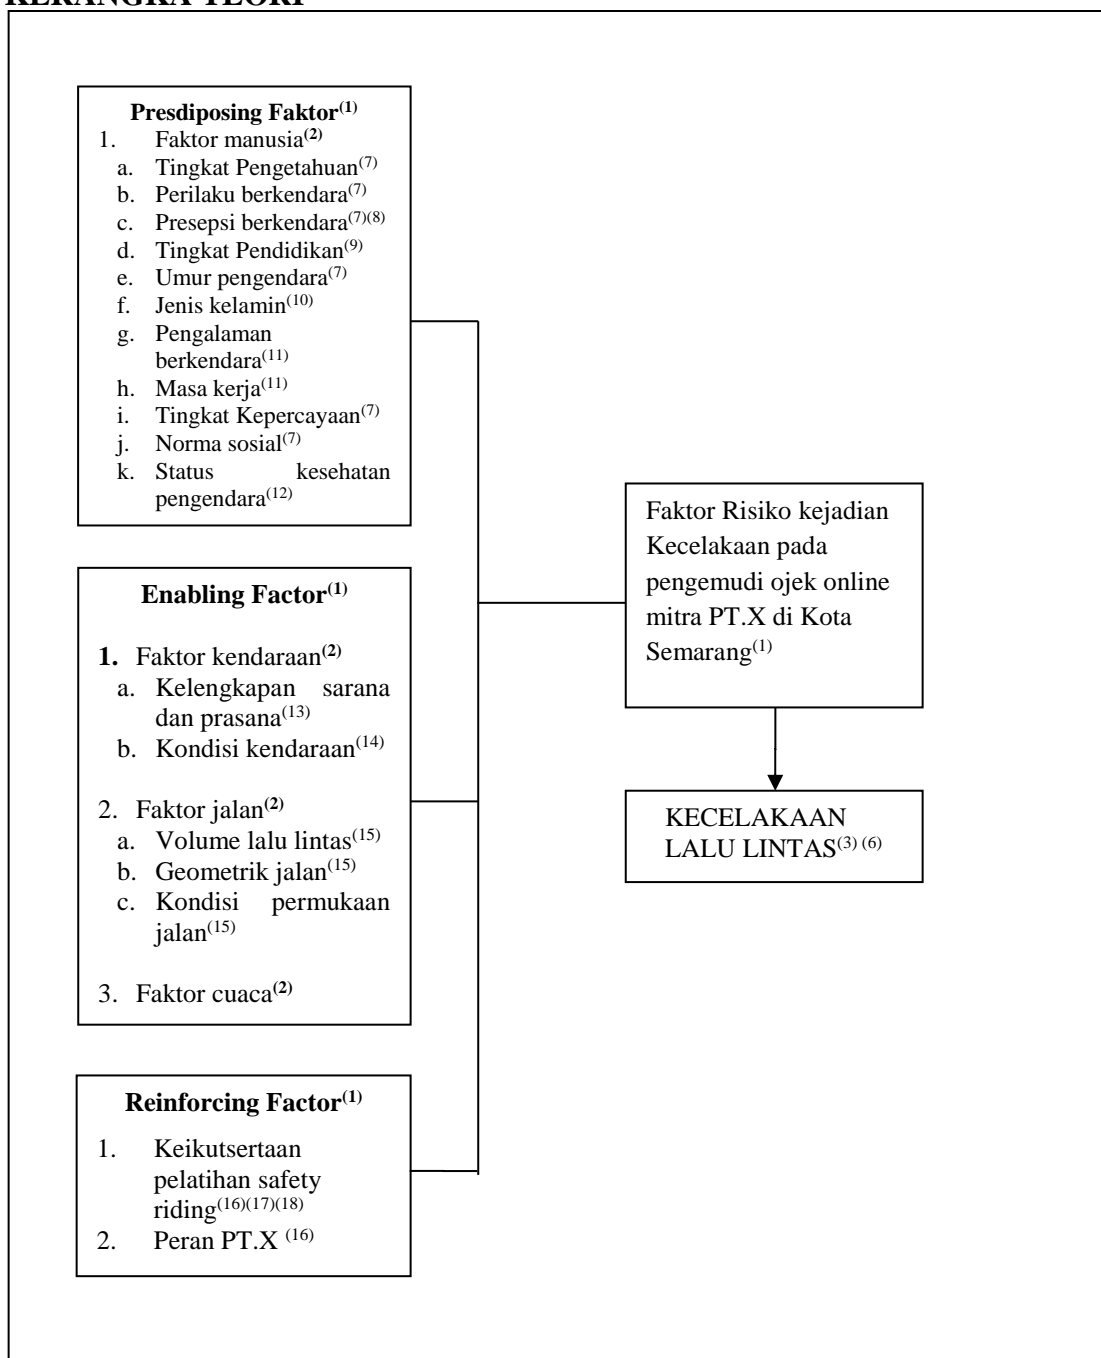 KERANGKA TEORI
Presdiposing Faktor(1)
1. Faktor manusia(2)
a. Tingkat Pengetahuan(7)
b. Perilaku berkendara(7)
c. Presepsi berkendara(7)(8)
d. Tingkat Pendidikan(9)
e. Umur pengendara(7)
f. Jenis kelamin(10)
g. Pengalaman
berkendara(11)
h. Masa kerja(11)
i. Tingkat Kepercayaan(7)
j. Norma sosial(7)
k. Status kesehatan
pengendara(12)
Enabling Factor(1)
1. Faktor kendaraan(2)
a. Kelengkapan sarana
dan prasana(13)
b. Kondisi kendaraan(14)
2. Faktor jalan(2)
a. Volume lalu lintas(15)
b. Geometrik jalan(15)
c. Kondisi permukaan
jalan(15)
3. Faktor cuaca(2)
Reinforcing Factor(1)
1. Keikutsertaan
pelatihan safety
riding(16)(17)(18)
2. Peran PT.X (16)
Faktor Risiko kejadian
Kecelakaan pada
pengemudi ojek online
mitra PT.X di Kota
Semarang(1)
KECELAKAAN
LALU LINTAS(3) (6)